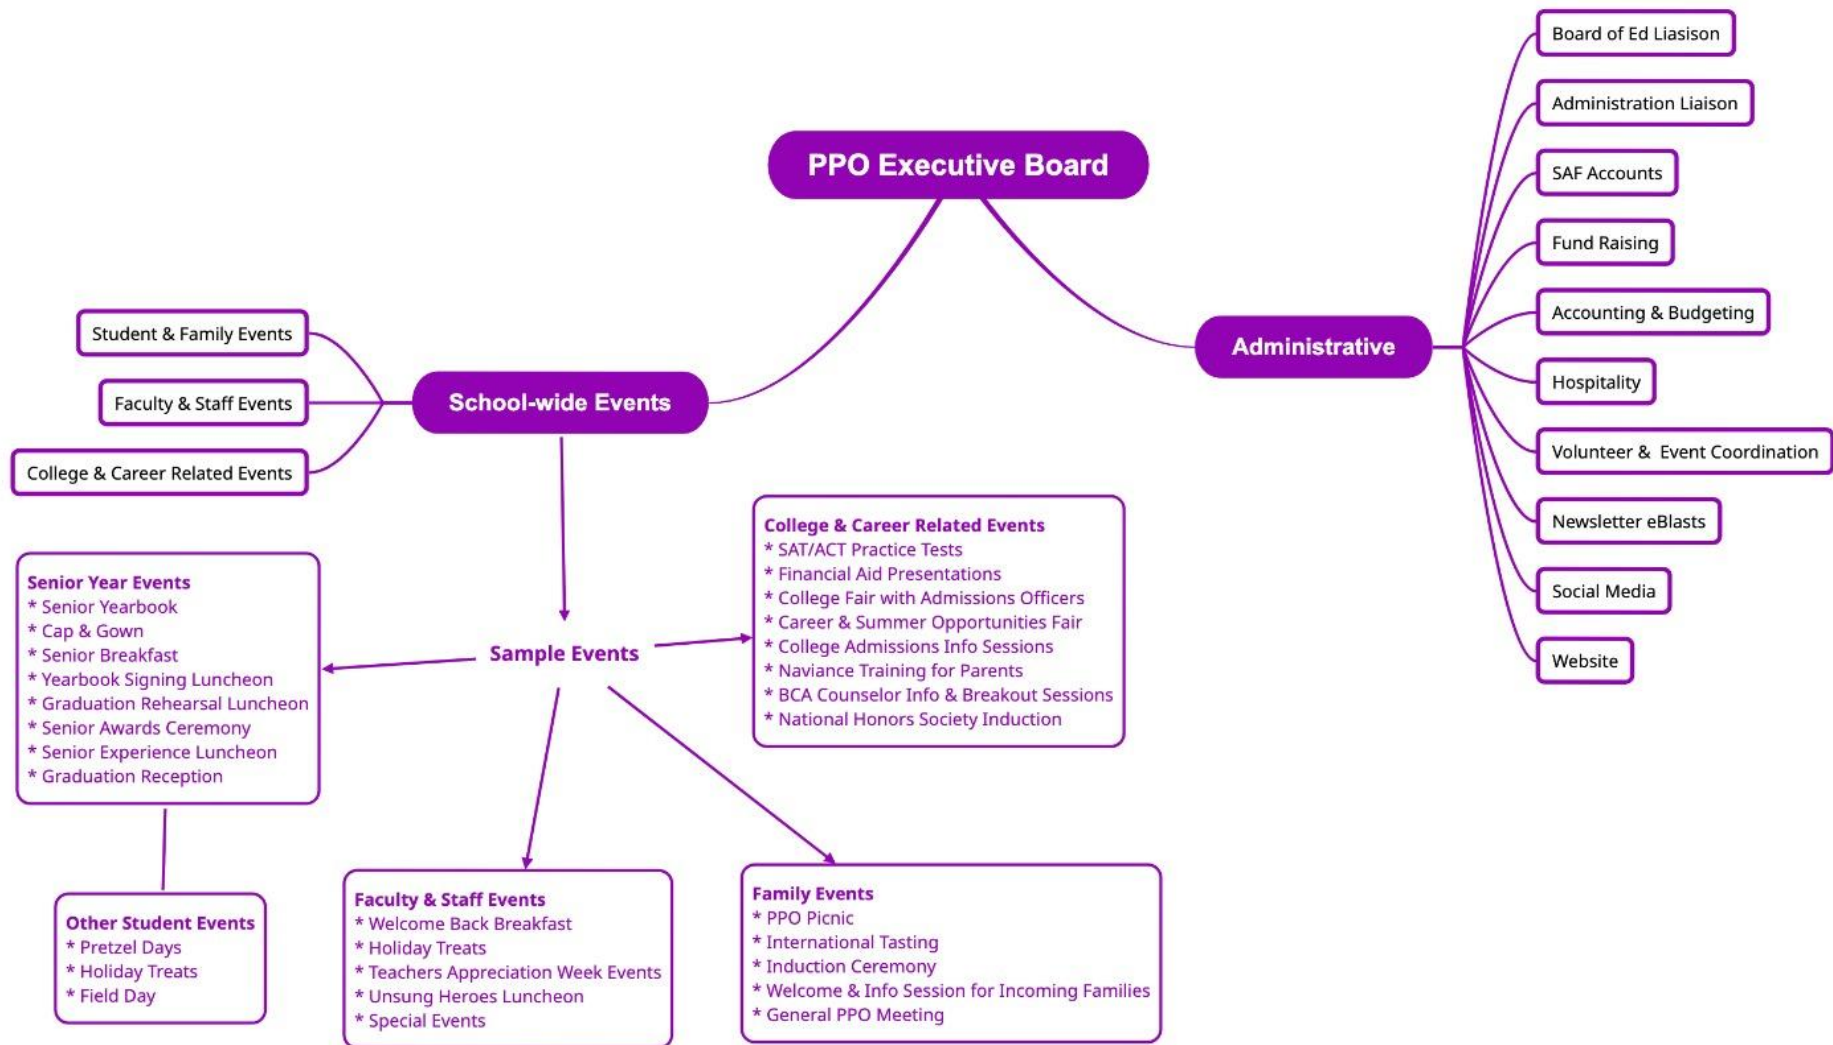 PPO Executive Board
School-wide Events
Student & Family Events
Faculty & Staff Events
College & Career Related Events
Administrative
Board of Ed Liasison
Administration Liaison
SAF Accounts
Fund Raising
Accounting & Budgeting
Hospitality
Volunteer & Event Coordination
Newsletter eBlasts
Social Media
Website
Sample Events
Senior Year Events
* Senior Yearbook
* Cap & Gown
* Senior Breakfast
* Yearbook Signing Luncheon
* Graduation Rehearsal Luncheon
* Senior Awards Ceremony
* Senior Experience Luncheon
* Graduation Reception
College & Career Related Events
* SAT/ACT Practice Tests
* Financial Aid Presentations
* College Fair with Admissions Officers
* Career & Summer Opportunities Fair
* College Admissions Info Sessions
* Naviance Training for Parents
* BCA Counselor Info & Breakout Sessions
* National Honors Society Induction
Other Student Events
* Pretzel Days
* Holiday Treats
* Field Day
Faculty & Staff Events
* Welcome Back Breakfast
* Holiday Treats
* Teachers Appreciation Week Events
* Unsung Heroes Luncheon
* Special Events
Family Events
* PPO Picnic
* International Tasting
* Induction Ceremony
* Welcome & Info Session for Incoming Families
* General PPO Meeting